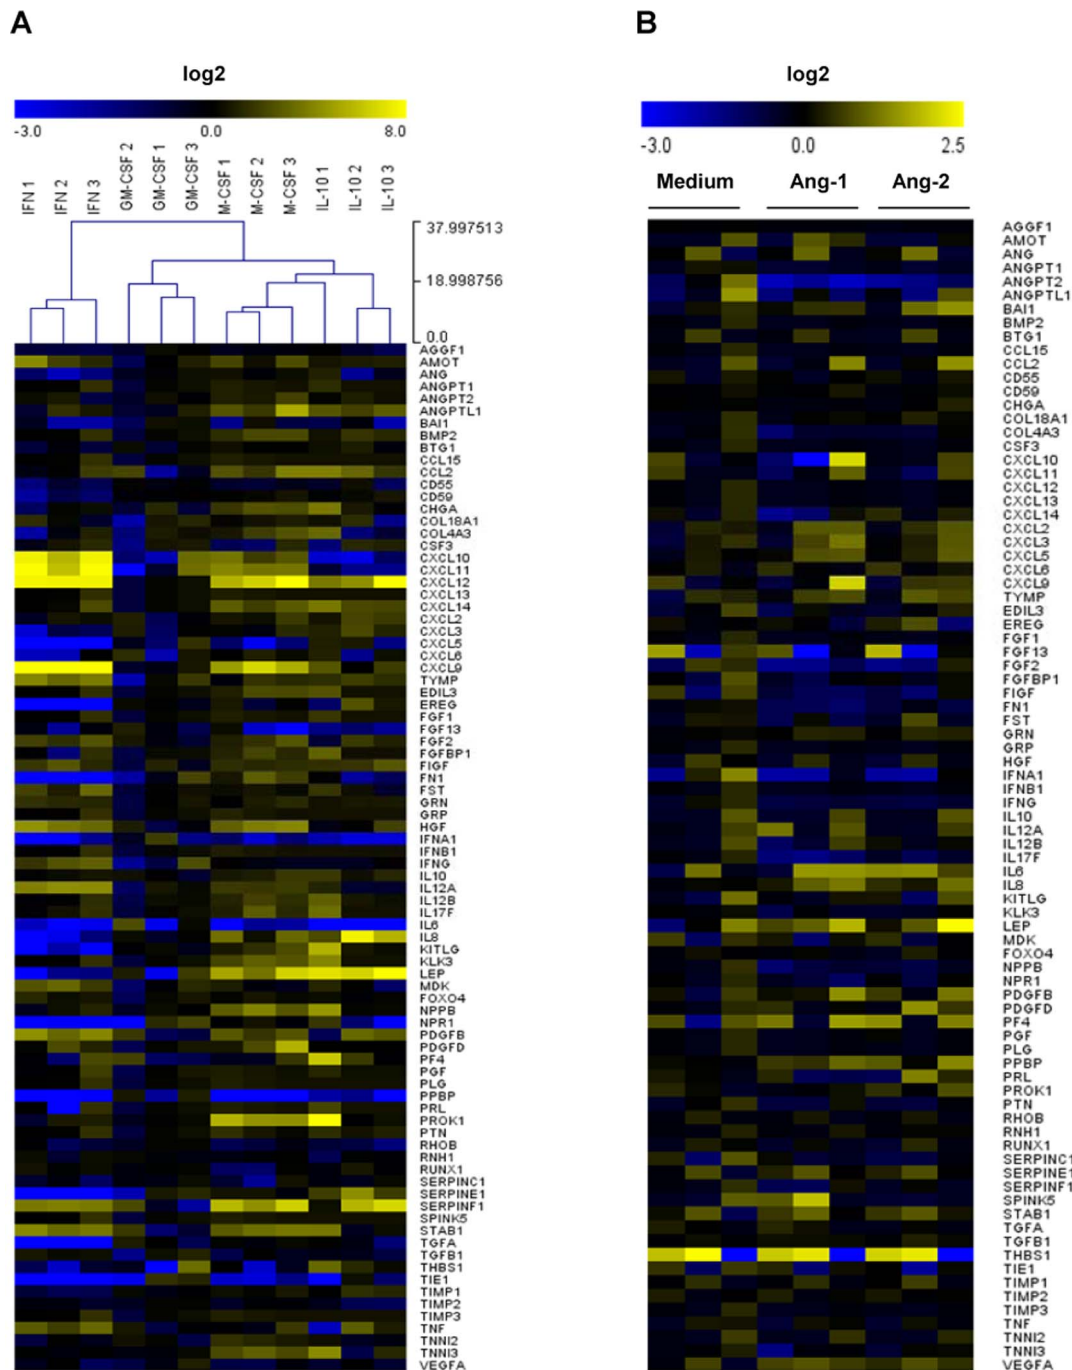 A
log2
-3.0 0.0 8.0
IFN 1
IFN 2
IFN 3
GM-CSF 2
GM-CSF 1
GM-CSF 3
M-CSF 1
M-CSF 2
M-CSF 3
IL-10 1
IL-10 2
IL-10 3
37.997513
18.998756
0.0
AGGF1
AMOT
ANG
ANGPT1
ANGPT2
ANGPTL1
BAI1
BMP2
BTG1
CCL15
CCL2
CD55
CD59
CHGA
COL18A1
COL4A3
CSF3
CXCL10
CXCL11
CXCL12
CXCL13
CXCL14
CXCL2
CXCL3
CXCL5
CXCL6
CXCL9
TYMP
EDIL3
EREG
FGF1
FGF13
FGF2
FGFBP1
FIGF
FN1
FST
GRN
GRP
HGF
IFNA1
IFNB1
IFNG
IL10
IL12A
IL12B
IL17F
IL6
IL8
KITLG
KLK3
LEP
MDK
FOXO4
NPPB
NPR1
PDGFB
PDGFD
PF4
PGF
PLG
PPBP
PRL
PROK1
PTN
RHOB
RNH1
RUNX1
SERPINC1
SERPINE1
SERPINF1
SPINK5
STAB1
TGFA
TGFB1
THBS1
TIE1
TIMP1
TIMP2
TIMP3
TNF
TNNI2
TNNI3
VEGFA
B
log2
-3.0 0.0 2.5
Medium Ang-1 Ang-2
AGGF1
AMOT
ANG
ANGPT1
ANGPT2
ANGPTL1
BAI1
BMP2
BTG1
CCL15
CCL2
CD55
CD59
CHGA
COL18A1
COL4A3
CSF3
CXCL10
CXCL11
CXCL12
CXCL13
CXCL14
CXCL2
CXCL3
CXCL5
CXCL6
CXCL9
TYMP
EDIL3
EREG
FGF1
FGF13
FGF2
FGFBP1
FIGF
FN1
FST
GRN
GRP
HGF
IFNA1
IFNB1
IFNG
IL10
IL12A
IL12B
IL17F
IL6
IL8
KITLG
KLK3
LEP
MDK
FOXO4
NPPB
NPR1
PDGFB
PDGFD
PF4
PGF
PLG
PPBP
PRL
PROK1
PTN
RHOB
RNH1
RUNX1
SERPINC1
SERPINE1
SERPINF1
SPINK5
STAB1
TGFA
TGFB1
THBS1
TIE1
TIMP1
TIMP2
TIMP3
TNF
TNNI2
TNNI3
VEGFA